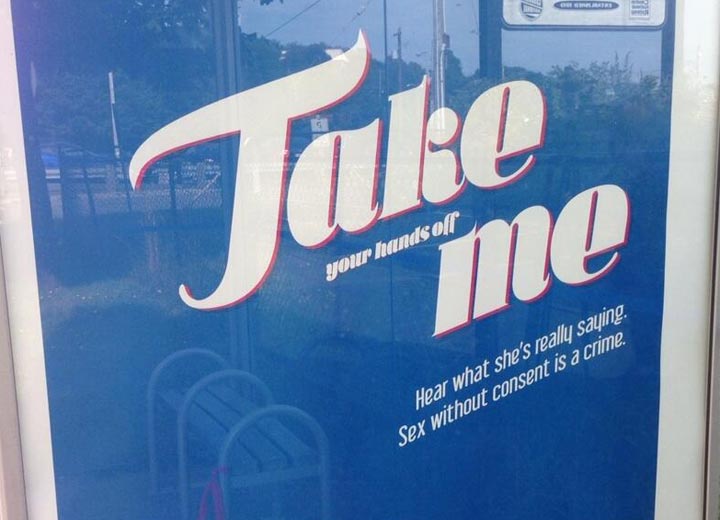 Take
your hands off
me
Hear what she's really saying.
Sex without consent is a crime.